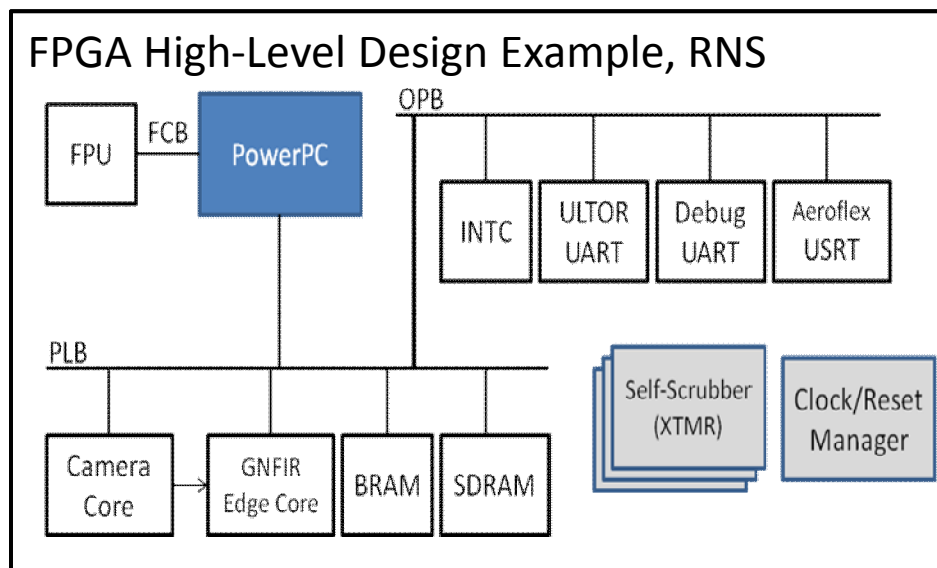 FPGA High-Level Design Example, RNS
OPB
FCB
FPU
PowerPC
INTC
ULTOR
UART
Debug
UART
Aeroflex
USRT
PLB
Self-Scrubber
(XTMR)
Clock/Reset
Manager
Camera
Core
GNFIR
Edge Core
BRAM
SDRAM